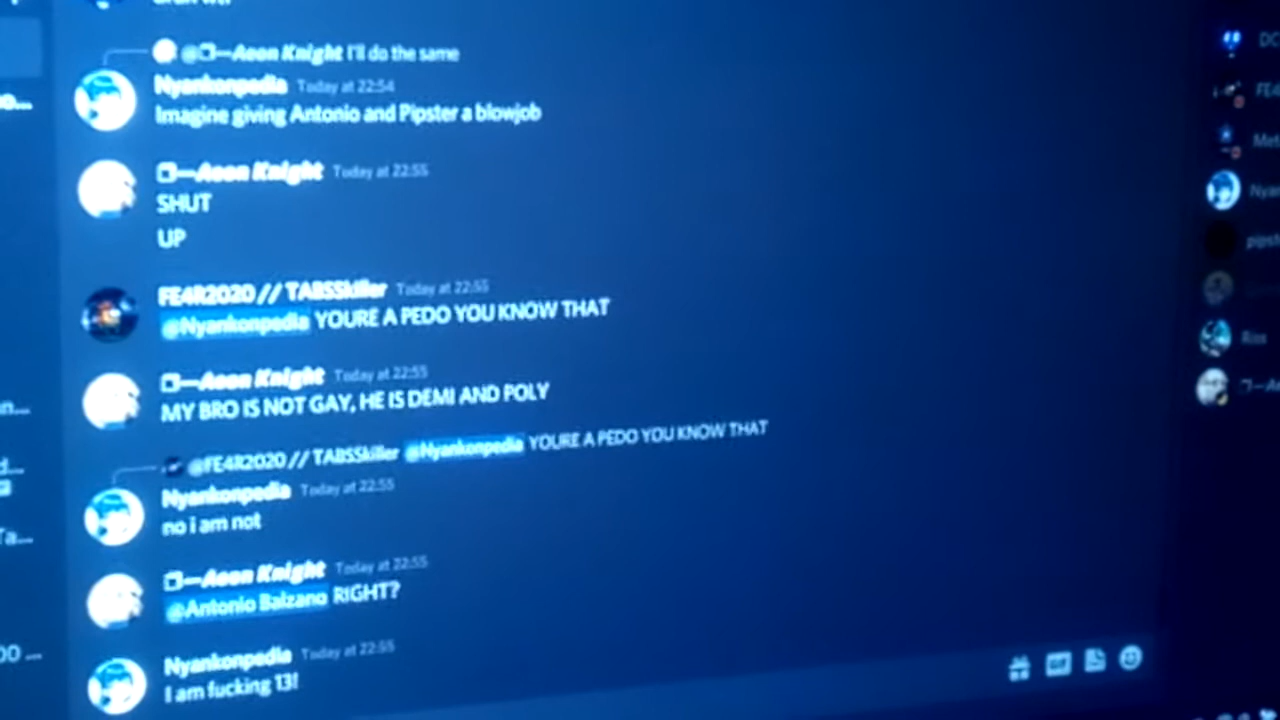 @❒—Aeon Knight I'll do the same
Nyankonpedia Today at 22:54
Imagine giving Antonio and Pipster a blowjob
❒—Aeon Knight Today at 22:55
SHUT
UP
FE4R2020 // TABSSkiller Today at 22:55
@Nyankonpedia YOURE A PEDO YOU KNOW THAT
❒—Aeon Knight Today at 22:55
MY BRO IS NOT GAY, HE IS DEMI AND POLY
@FE4R2020 // TABSSkiller @Nyankonpedia YOURE A PEDO YOU KNOW THAT
Nyankonpedia Today at 22:55
no i am not
❒—Aeon Knight Today at 22:55
@Antonio Balzano RIGHT?
Nyankonpedia Today at 22:55
I am fucking 13!
GIF